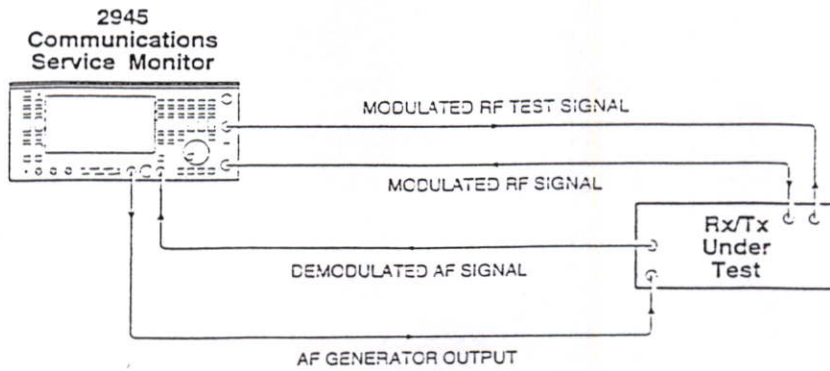 2945
Communications
Service Monitor
MODULATED RF TEST SIGNAL
MODULATED RF SIGNAL
Rx/Tx
Under
Test
DEMODULATED AF SIGNAL
AF GENERATOR OUTPUT